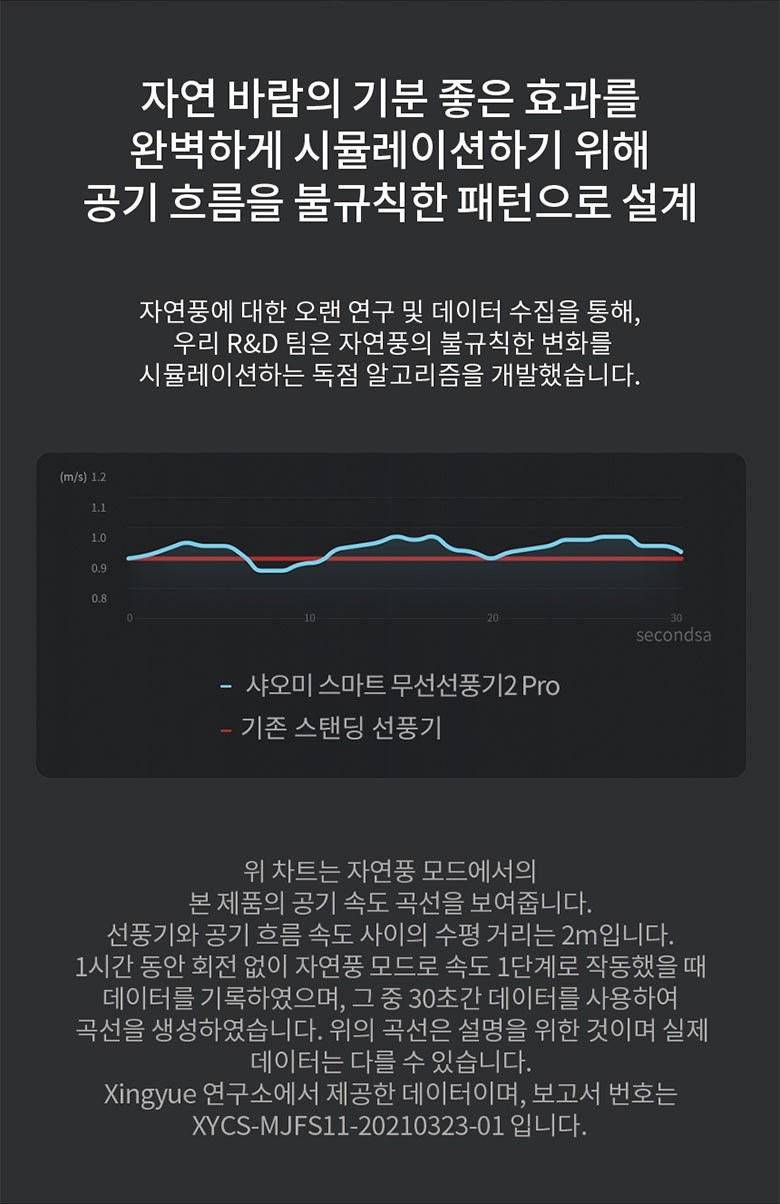 자연 바람의 기분 좋은 효과를
완벽하게 시뮬레이션하기 위해
공기 흐름을 불규칙한 패턴으로 설계
자연풍에 대한 오랜 연구 및 데이터 수집을 통해,
우리 R&D 팀은 자연풍의 불규칙한 변화를
시뮬레이션하는 독점 알고리즘을 개발했습니다.
(m/s) 1.2
1.1
1.0
0.9
0.8
0 10 20 30
secondsa
샤오미 스마트 무선선풍기2 Pro
기존 스탠딩 선풍기
위 차트는 자연풍 모드에서의
본 제품의 공기 속도 곡선을 보여줍니다.
선풍기와 공기 흐름 속도 사이의 수평 거리는 2m입니다.
1시간 동안 회전 없이 자연풍 모드로 속도 1단계로 작동했을 때
데이터를 기록하였으며, 그 중 30초간 데이터를 사용하여
곡선을 생성하였습니다. 위의 곡선은 설명을 위한 것이며 실제
데이터는 다를 수 있습니다.
Xingyue 연구소에서 제공한 데이터이며, 보고서 번호는
XYCS-MJFS11-20210323-01 입니다.